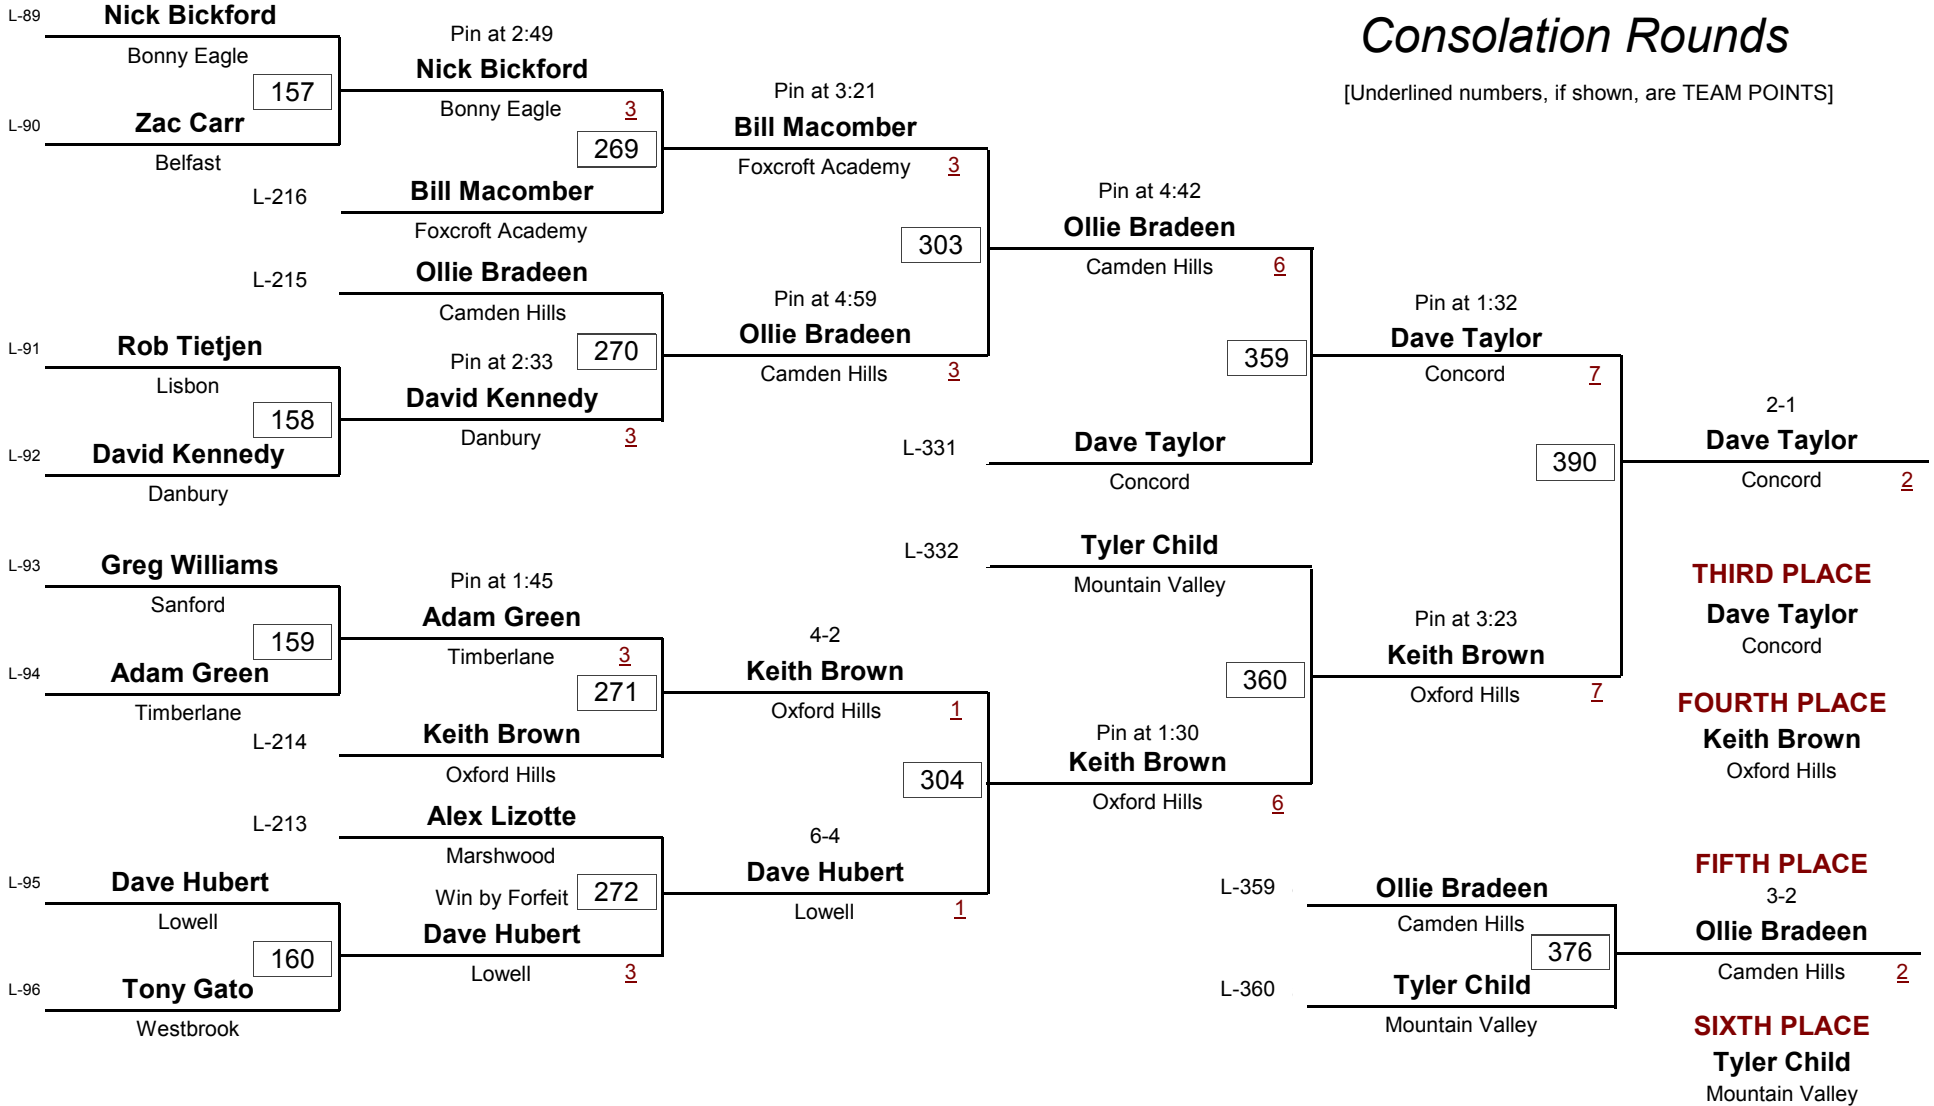 Consolation Rounds
[Underlined numbers, if shown, are TEAM POINTS]
L-89
Nick Bickford
Bonny Eagle
157
L-90
Zac Carr
Belfast
Pin at 2:49
Nick Bickford
Bonny Eagle 3
269
L-216
Bill Macomber
Foxcroft Academy
Pin at 3:21
Bill Macomber
Foxcroft Academy 3
303
L-215
Ollie Bradeen
Camden Hills
270
L-91
Rob Tietjen
Lisbon
158
L-92
David Kennedy
Danbury
Pin at 2:33
David Kennedy
Danbury 3
Pin at 4:59
Ollie Bradeen
Camden Hills 3
Pin at 4:42
Ollie Bradeen
Camden Hills 6
359
L-331
Dave Taylor
Concord
Pin at 1:32
Dave Taylor
Concord 7
390
2-1
Dave Taylor
Concord 2
L-93
Greg Williams
Sanford
159
L-94
Adam Green
Timberlane
Pin at 1:45
Adam Green
Timberlane 3
271
L-214
Keith Brown
Oxford Hills
4-2
Keith Brown
Oxford Hills 1
304
L-213
Alex Lizotte
Marshwood
272
L-95
Dave Hubert
Lowell
160
L-96
Tony Gato
Westbrook
Win by Forfeit
Dave Hubert
Lowell 3
6-4
Dave Hubert
Lowell 1
L-332
Tyler Child
Mountain Valley
360
Pin at 1:30
Keith Brown
Oxford Hills 6
Pin at 3:23
Keith Brown
Oxford Hills 7
THIRD PLACE
Dave Taylor
Concord
FOURTH PLACE
Keith Brown
Oxford Hills
L-359
Ollie Bradeen
Camden Hills
376
L-360
Tyler Child
Mountain Valley
FIFTH PLACE
3-2
Ollie Bradeen
Camden Hills 2
SIXTH PLACE
Tyler Child
Mountain Valley